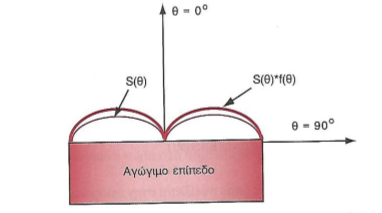 θ = 0°
S(θ)
S(θ)*f(θ)
θ = 90°
Αγώγιμο επίπεδο